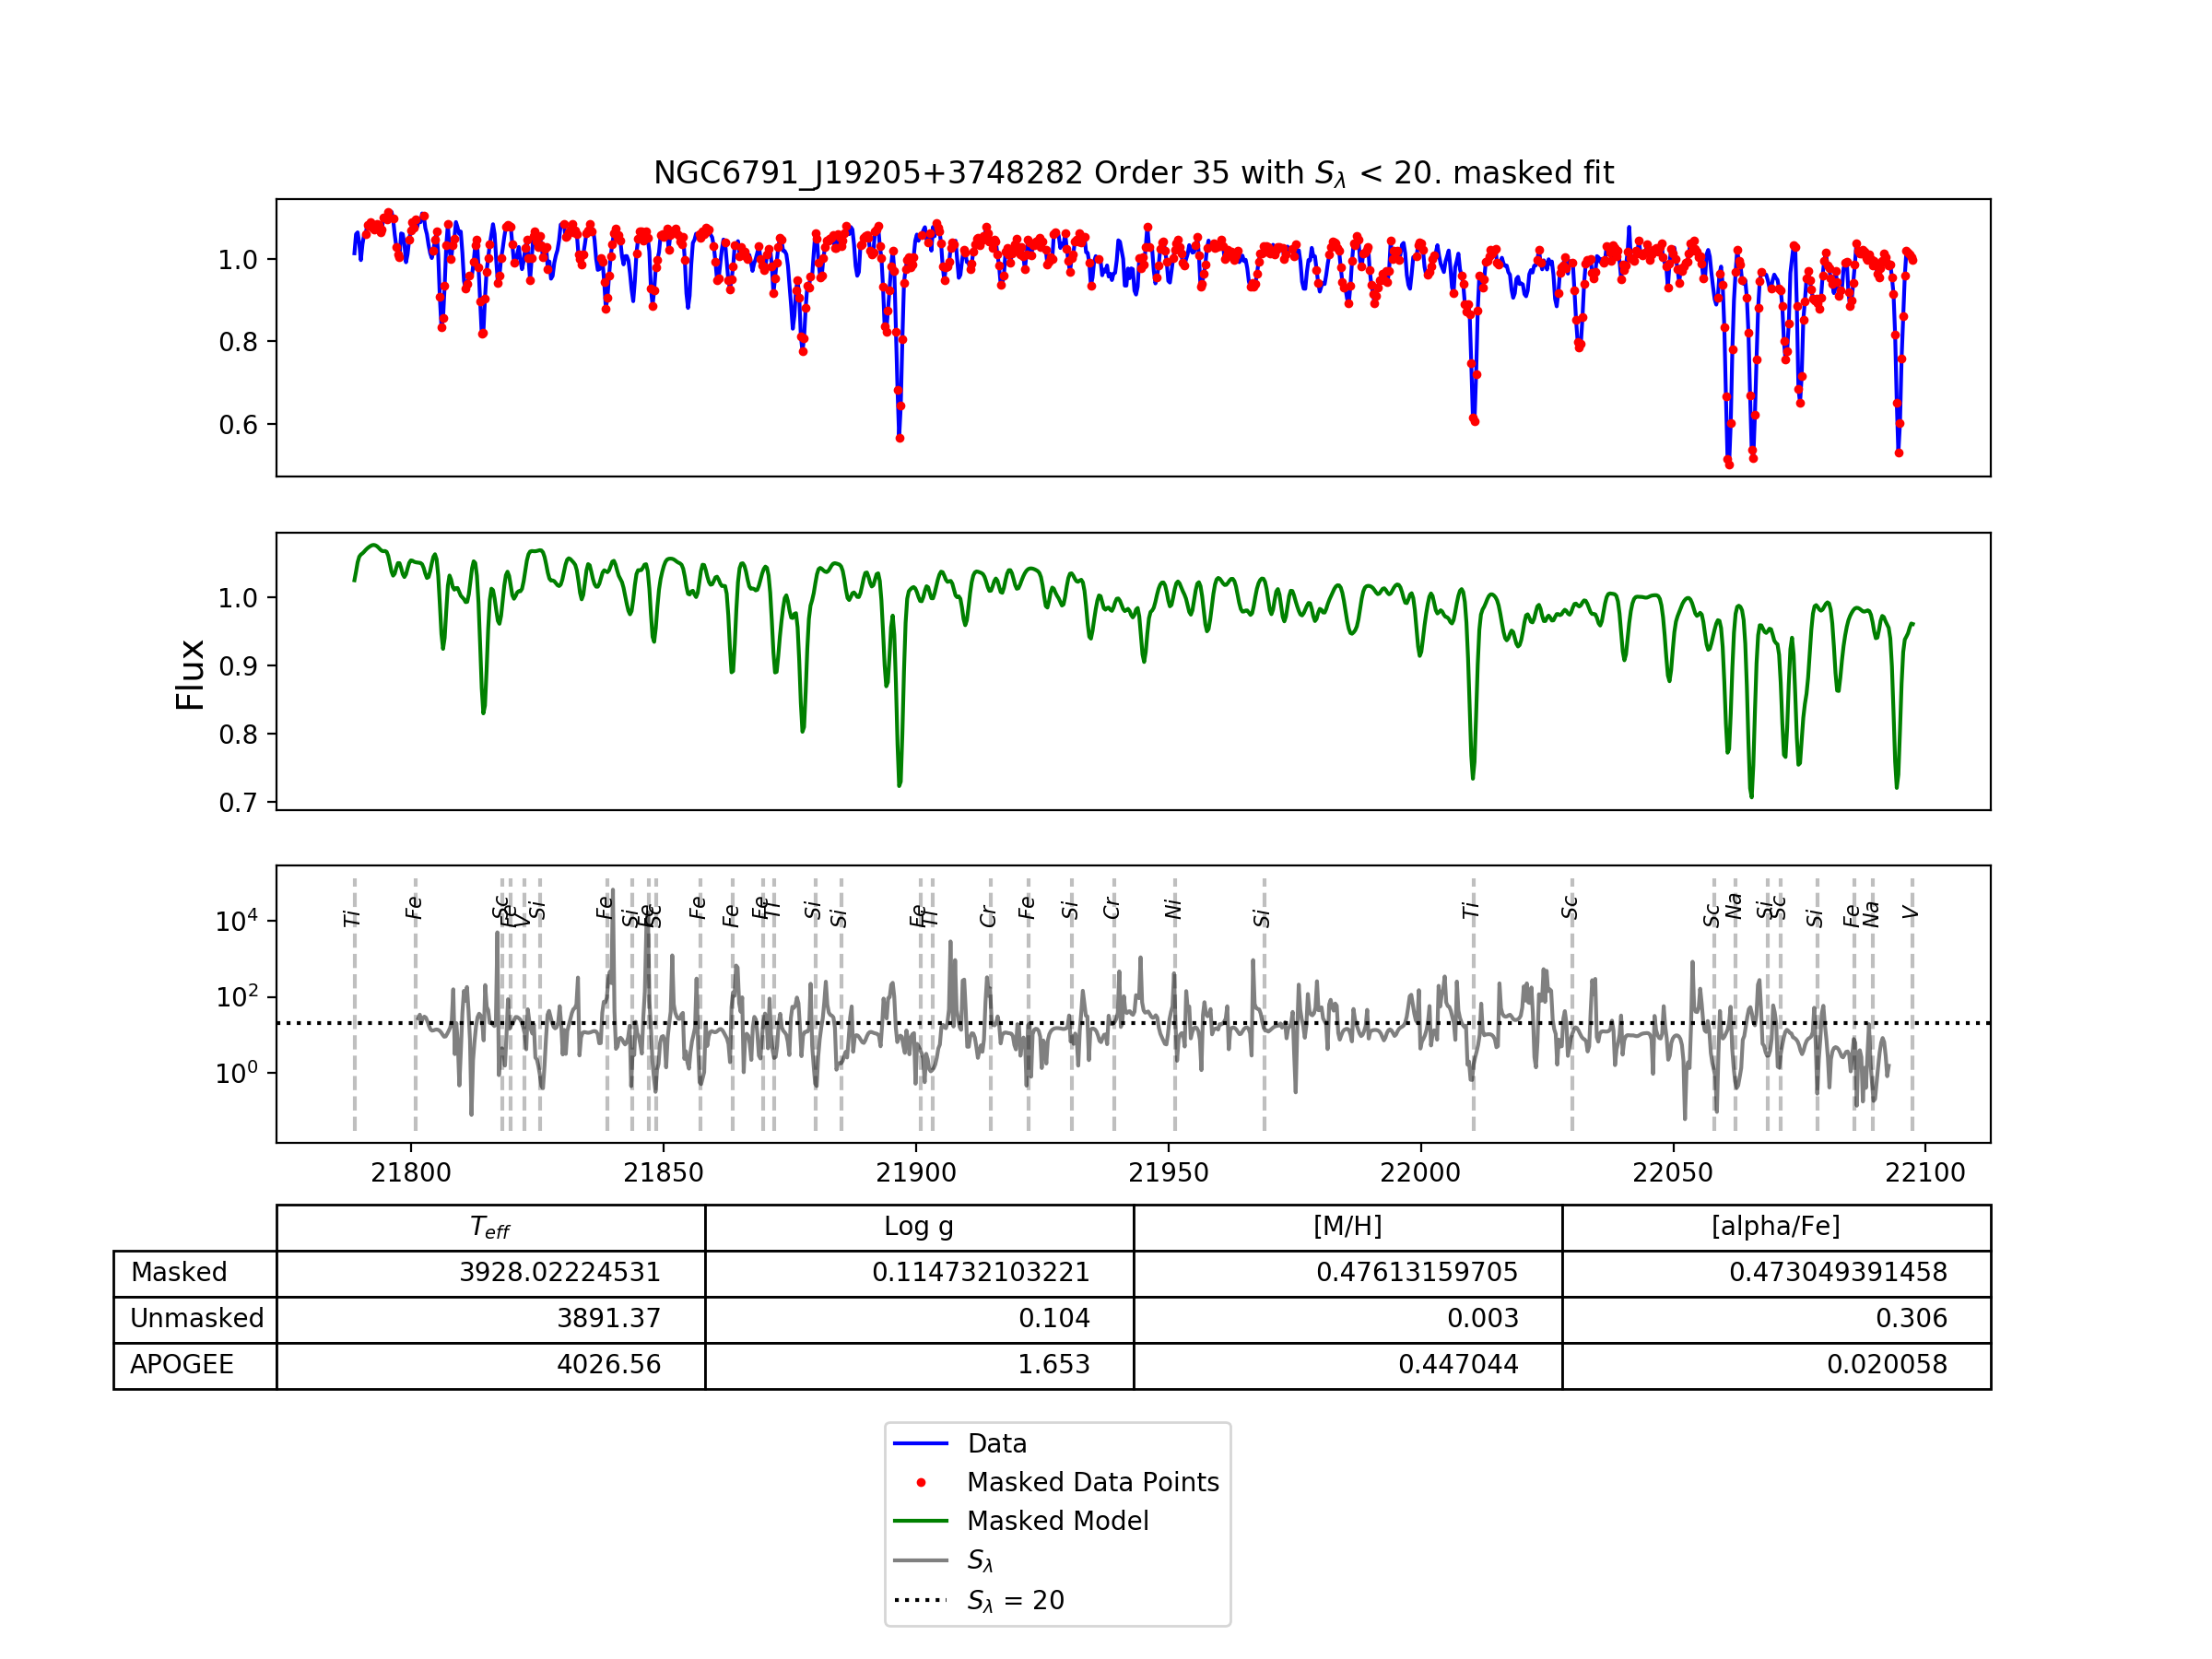 NGC6791_J19205+3748282 Order 35 with Sλ < 20. masked fit
1.0
0.8
0.6
Flux
1.0
0.9
0.8
0.7
10^4
10^2
10^0
Ti Fe Sc Fe V Si Fe Si Fe Sc Fe Fe Fe Ti Si Si Fe Ti Cr Fe Si Cr Ni Si Ti Sc Sc Na Si Sc Si Fe Na V
21800 21850 21900 21950 22000 22050 22100
Teff Log g [M/H] [alpha/Fe]
Masked 3928.02224531 0.114732103221 0.47613159705 0.473049391458
Unmasked 3891.37 0.104 0.003 0.306
APOGEE 4026.56 1.653 0.447044 0.020058
Data
Masked Data Points
Masked Model
Sλ
Sλ = 20